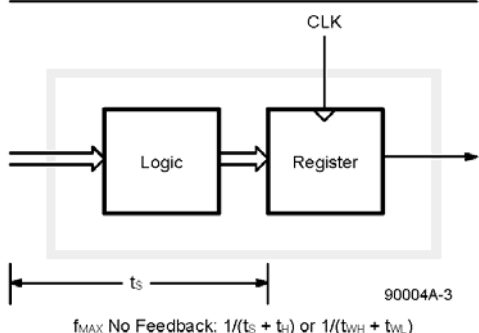 CLK
Logic
Register
tS
90004A-3
fMAX No Feedback: 1/(tS + tH) or 1/(tWH + tWL)